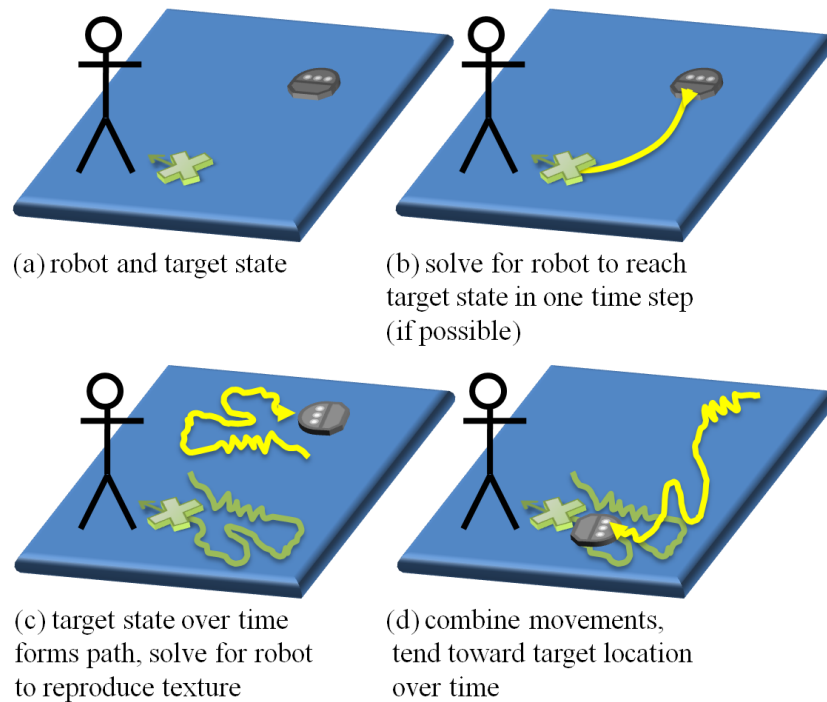 (a) robot and target state
(b) solve for robot to reach
target state in one time step
(if possible)
(c) target state over time
forms path, solve for robot
to reproduce texture
(d) combine movements,
tend toward target location
over time